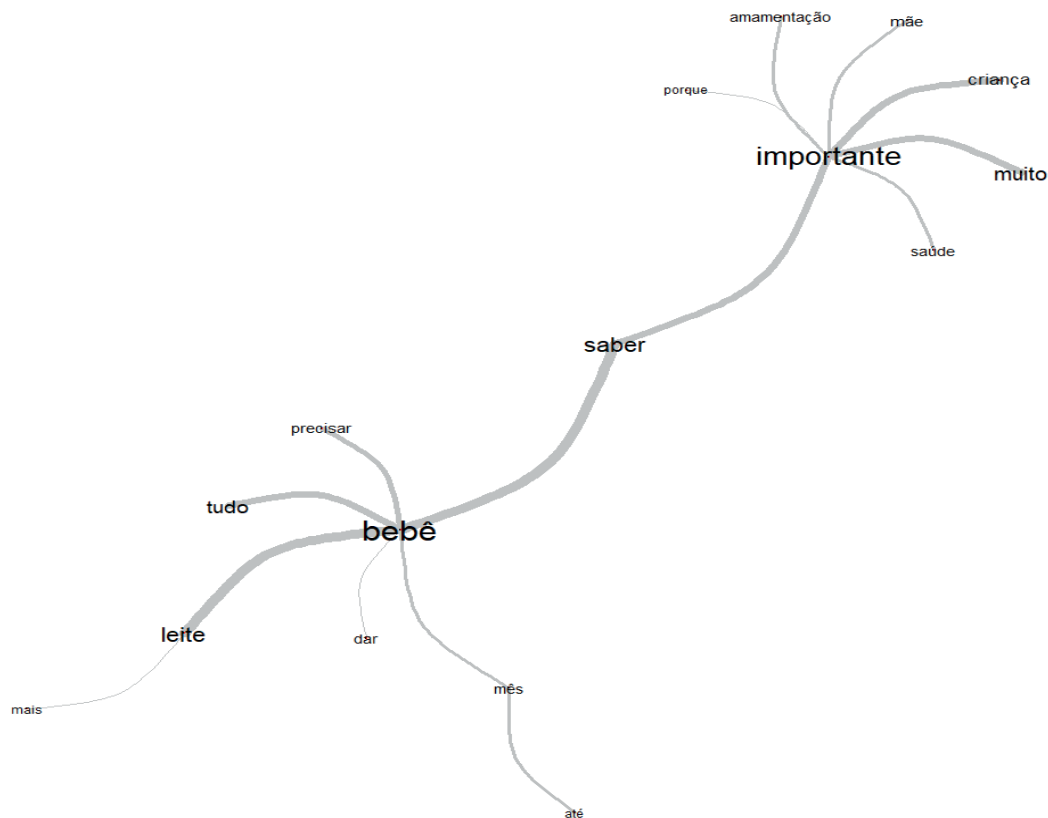 amamentação
mãe
criança
porque
importante
muito
saúde
saber
precisar
tudo
bebê
leite
dar
mês
mais
até